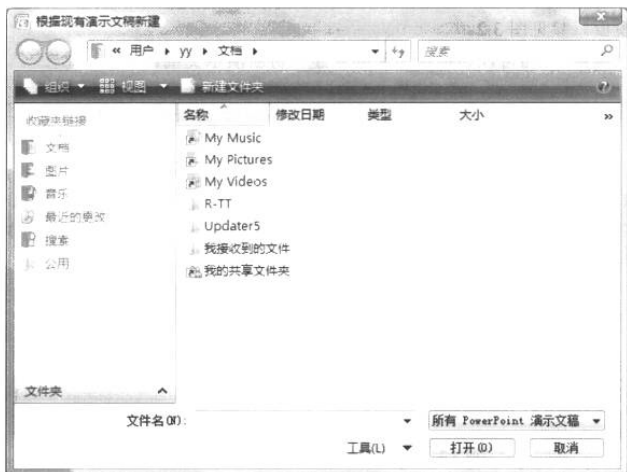 根据现有演示文稿新建
« 用户 ▸ yy ▸ 文档 ▸ 搜索
组织 视图 新建文件夹
收藏夹链接
文档
图片
音乐
最近的更改
搜索
公用
文件夹
名称 修改日期 类型 大小 »
My Music
My Pictures
My Videos
R-TT
Updater5
我接收到的文件
我的共享文件夹
文件名(N): 所有 PowerPoint 演示文稿
工具(L) 打开(O) 取消